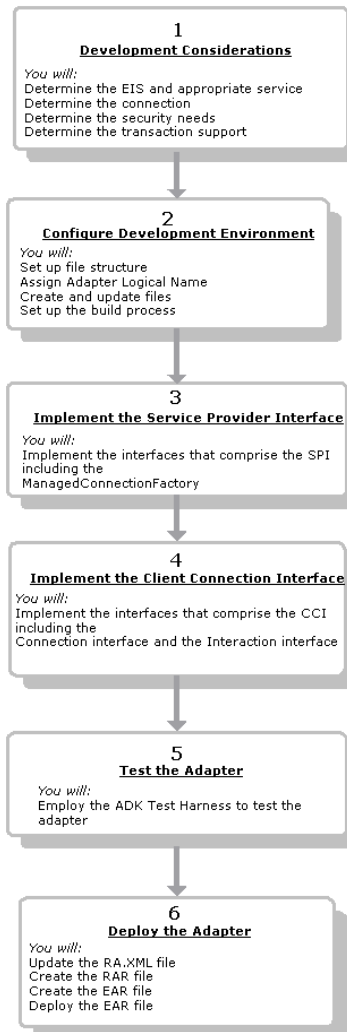 1
Development Considerations
You will:
Determine the EIS and appropriate service
Determine the connection
Determine the security needs
Determine the transaction support
2
Configure Development Environment
You will:
Set up file structure
Assign Adapter Logical Name
Create and update files
Set up the build process
3
Implement the Service Provider Interface
You will:
Implement the interfaces that comprise the SPI
including the
ManagedConnectionFactory
4
Implement the Client Connection Interface
You will:
Implement the interfaces that comprise the CCI
including the
Connection interface and the Interaction interface
5
Test the Adapter
You will:
Employ the ADK Test Harness to test the
adapter
6
Deploy the Adapter
You will:
Update the RA.XML file
Create the RAR file
Create the EAR file
Deploy the EAR file